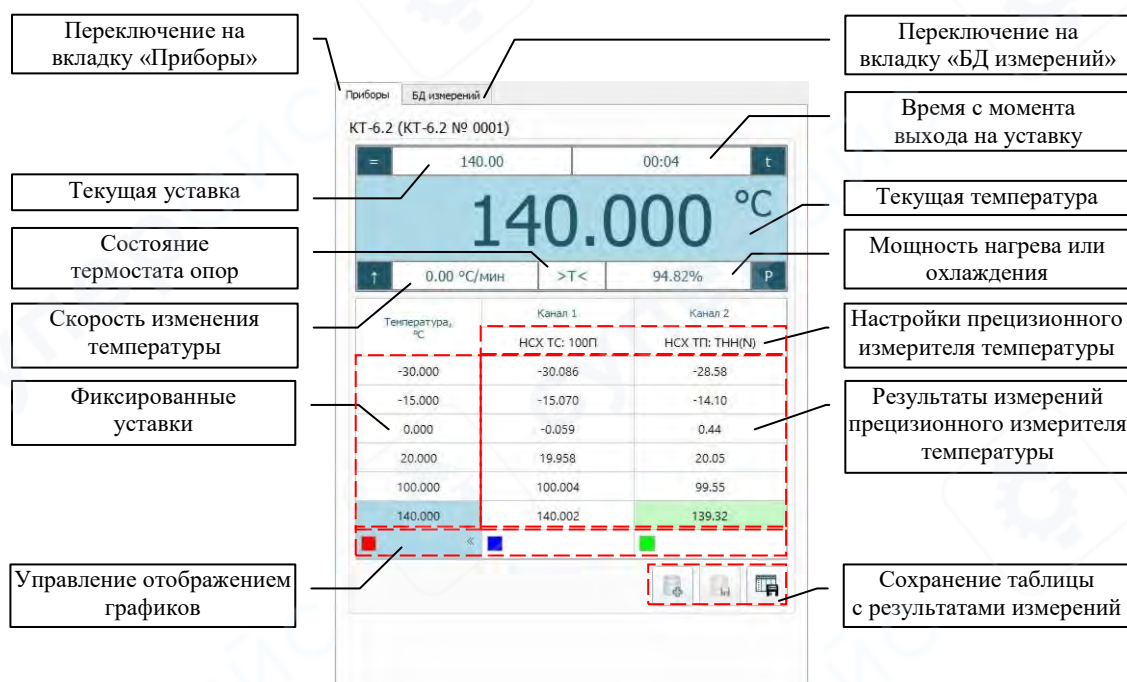 Переключение на
вкладку «Приборы»
Переключение на
вкладку «БД измерений»
Время с момента
выхода на уставку
Текущая уставка
Текущая температура
Состояние
термостата опор
Мощность нагрева или
охлаждения
Скорость изменения
температуры
Настройки прецизионного
измерителя температуры
Фиксированные
уставки
Результаты измерений
прецизионного измерителя
температуры
Управление отображением
графиков
Сохранение таблицы
с результатами измерений
Приборы БД измерений
КТ-6.2 (КТ-6.2 № 0001)
= 140.00 00:04 t
140.000 °C
↑ 0.00 °C/мин >T< 94.82% P
Температура,
°C
Канал 1 Канал 2
НСХ ТС: 100П НСХ ТП: ТНН(N)
-30.000 -30.086 -28.58
-15.000 -15.070 -14.10
0.000 -0.059 0.44
20.000 19.958 20.05
100.000 100.004 99.55
140.000 140.002 139.32
«